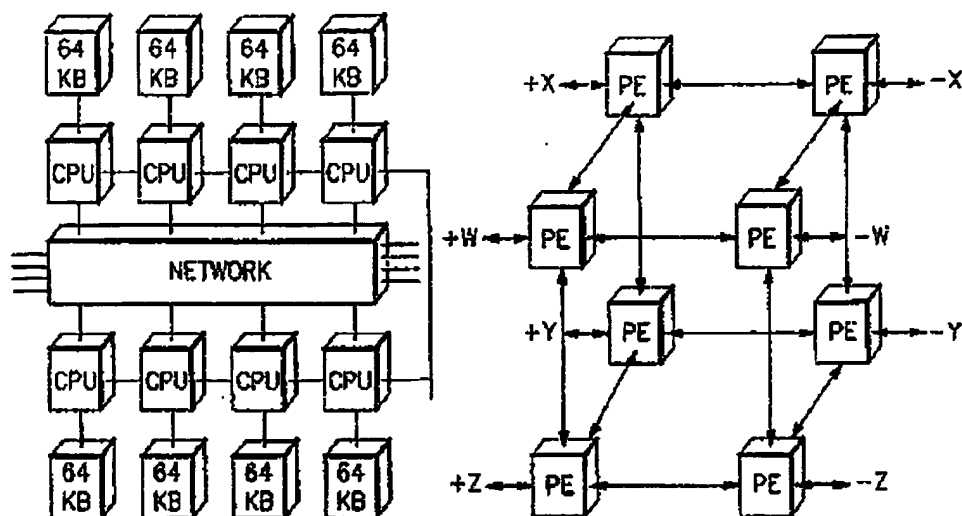 64 64 64 64
KB KB KB KB
CPU CPU CPU CPU
NETWORK
CPU CPU CPU CPU
64 64 64 64
KB KB KB KB
+X PE PE -X
+W PE PE -W
+Y PE PE -Y
+Z PE PE -Z